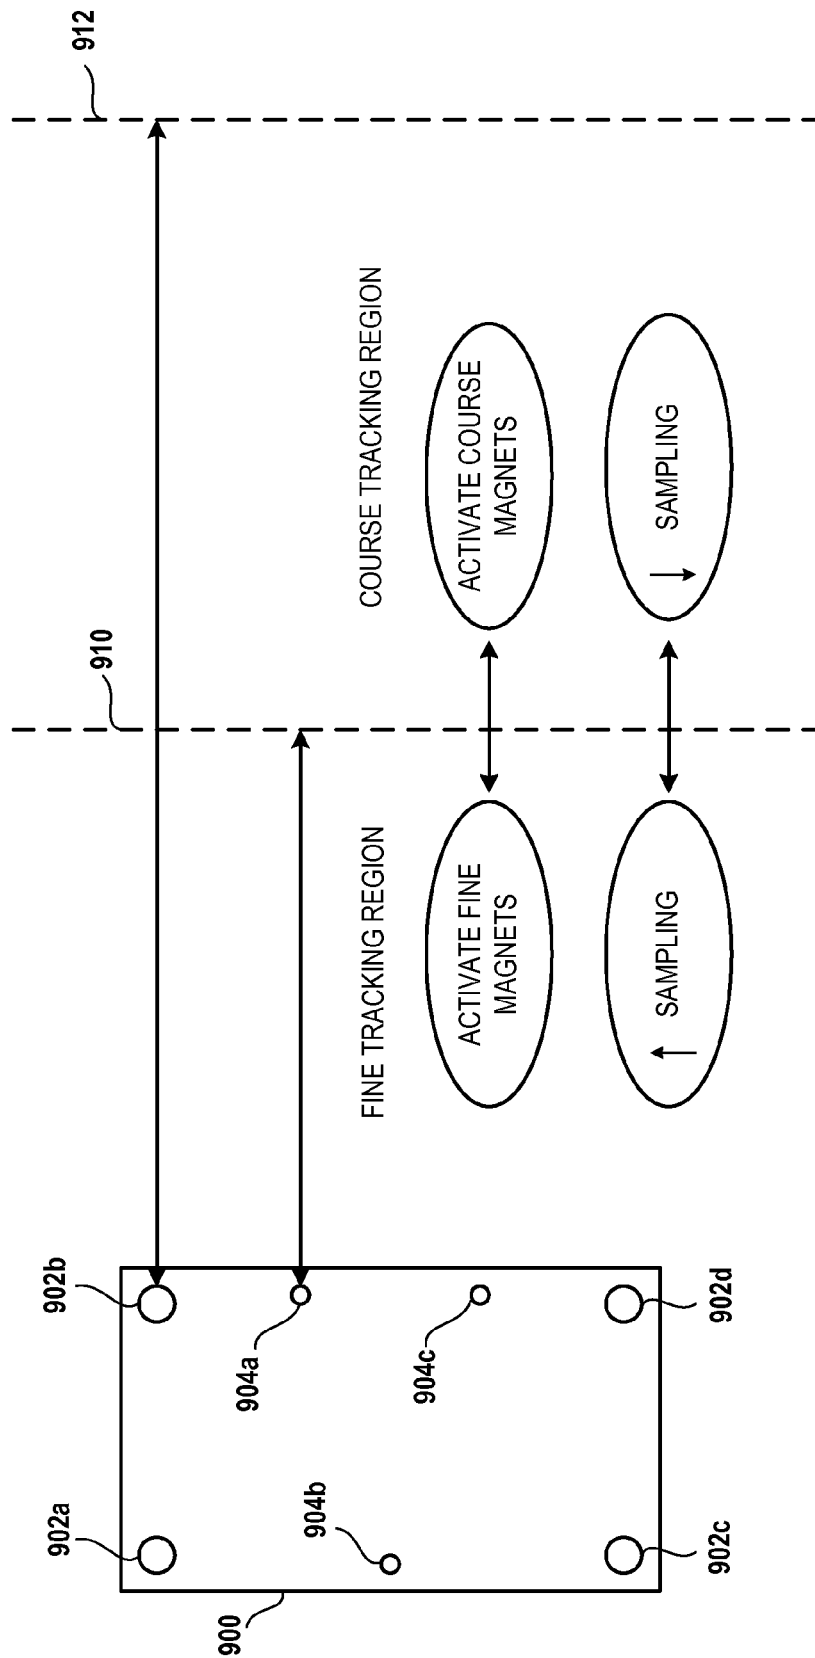 912
910
COURSE TRACKING REGION
ACTIVATE COURSE
MAGNETS
↓ SAMPLING
FINE TRACKING REGION
ACTIVATE FINE
MAGNETS
↑ SAMPLING
902b
904a
904c
902d
902a
904b
902c
900